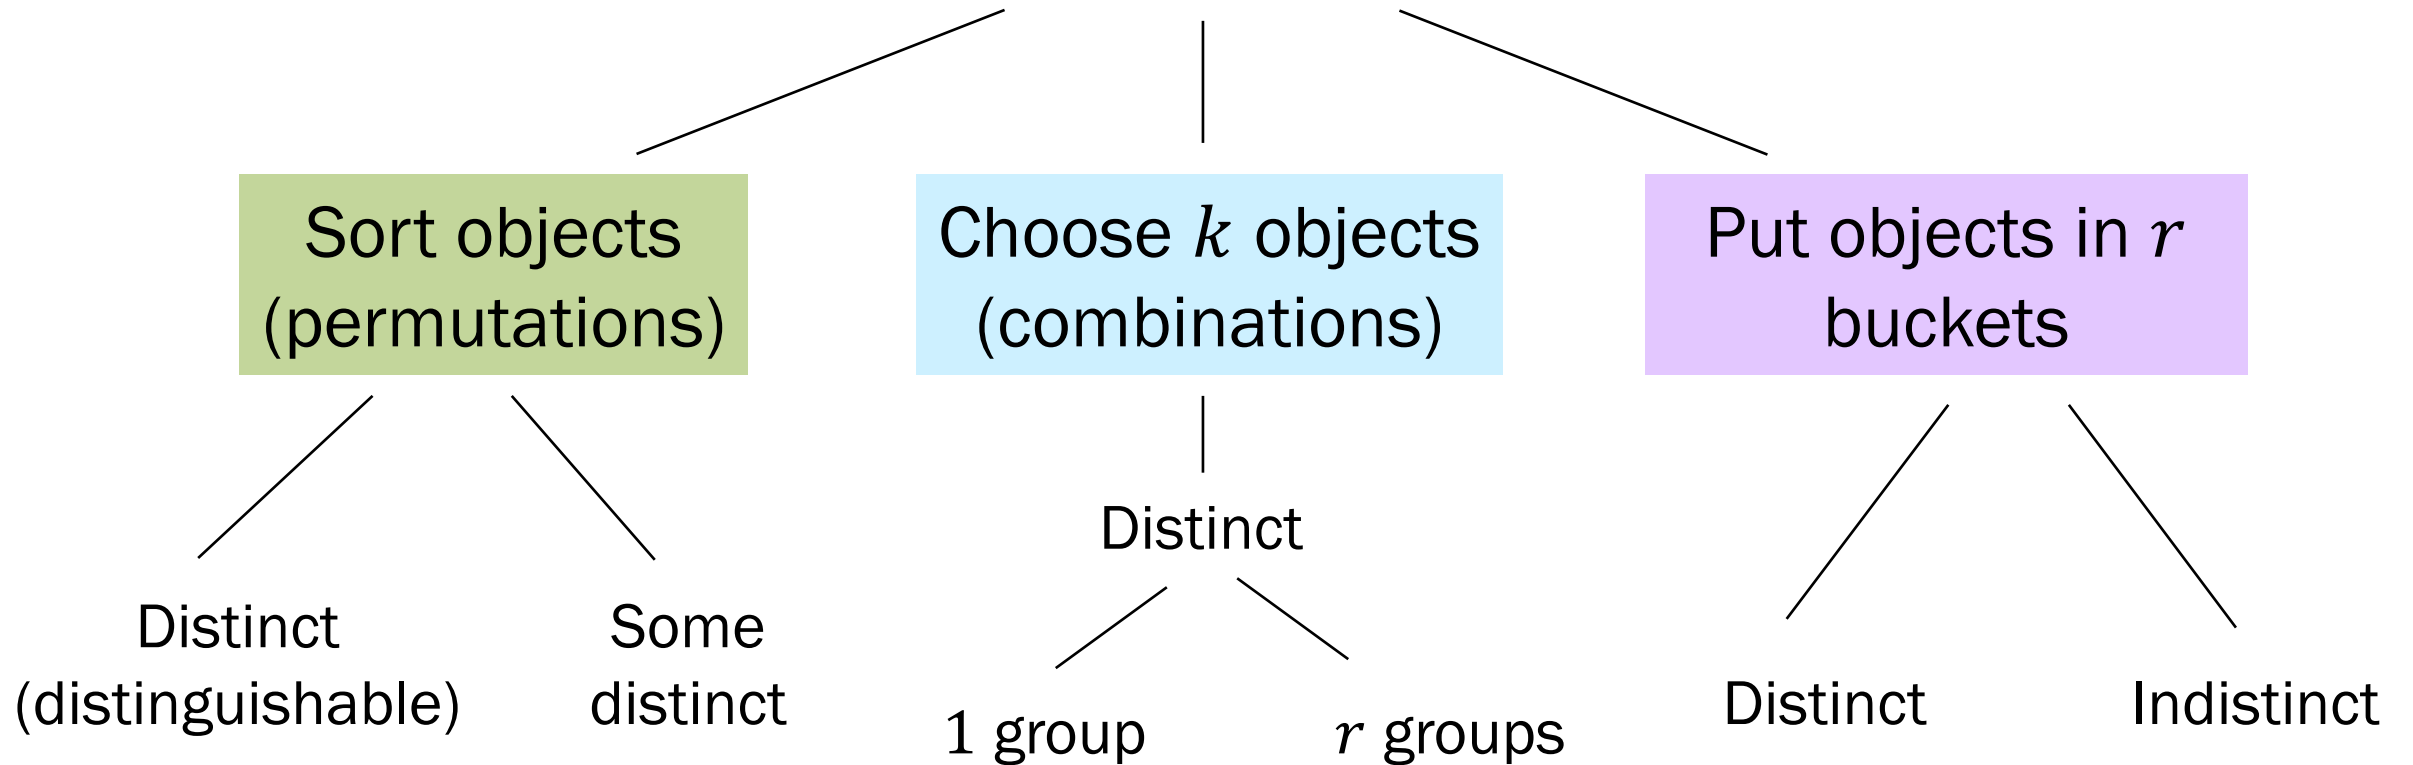 Sort objects
(permutations)
Choose k objects
(combinations)
Put objects in r
buckets
Distinct
(distinguishable)
Some
distinct
Distinct
1 group
r groups
Distinct
Indistinct